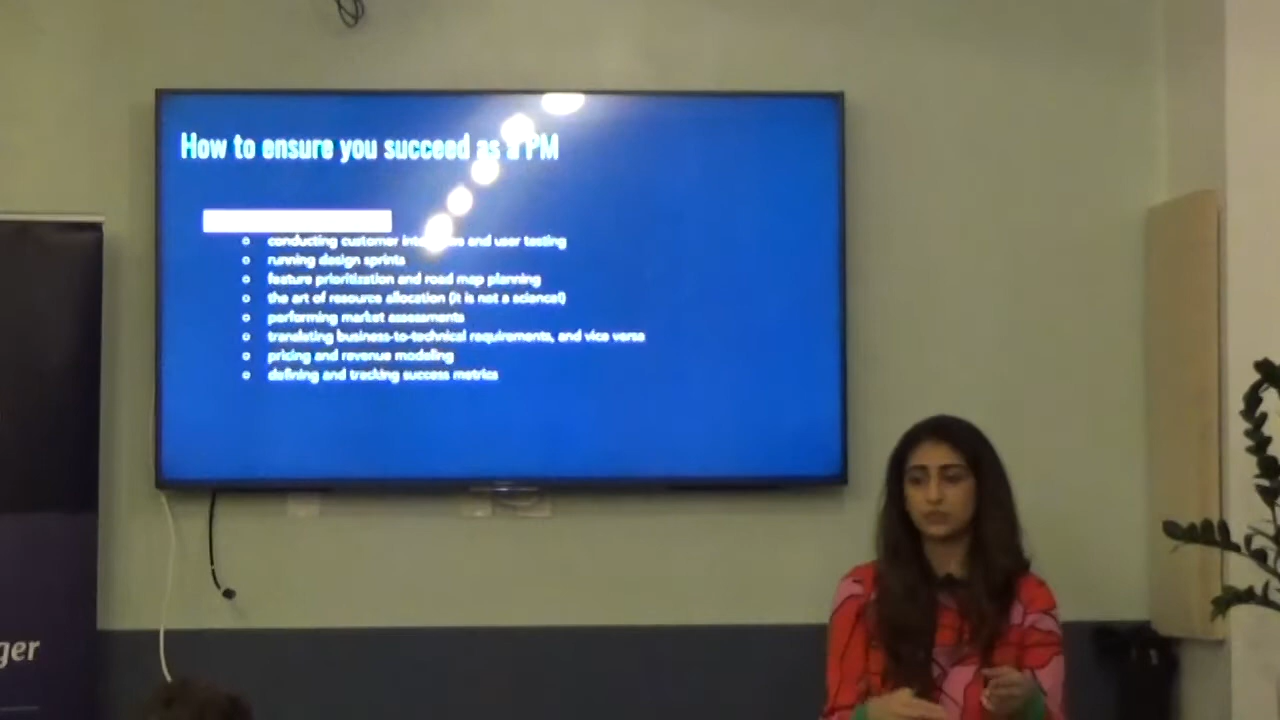 How to ensure you succeed as a PM
conducting customer and user testing
running design sprints
feature prioritization and road map planning
the art of resource allocation (it is not a science!)
performing market assessments
translating business-to-technical requirements, and vice versa
pricing and revenue modeling
defining and tracking success metrics
ger